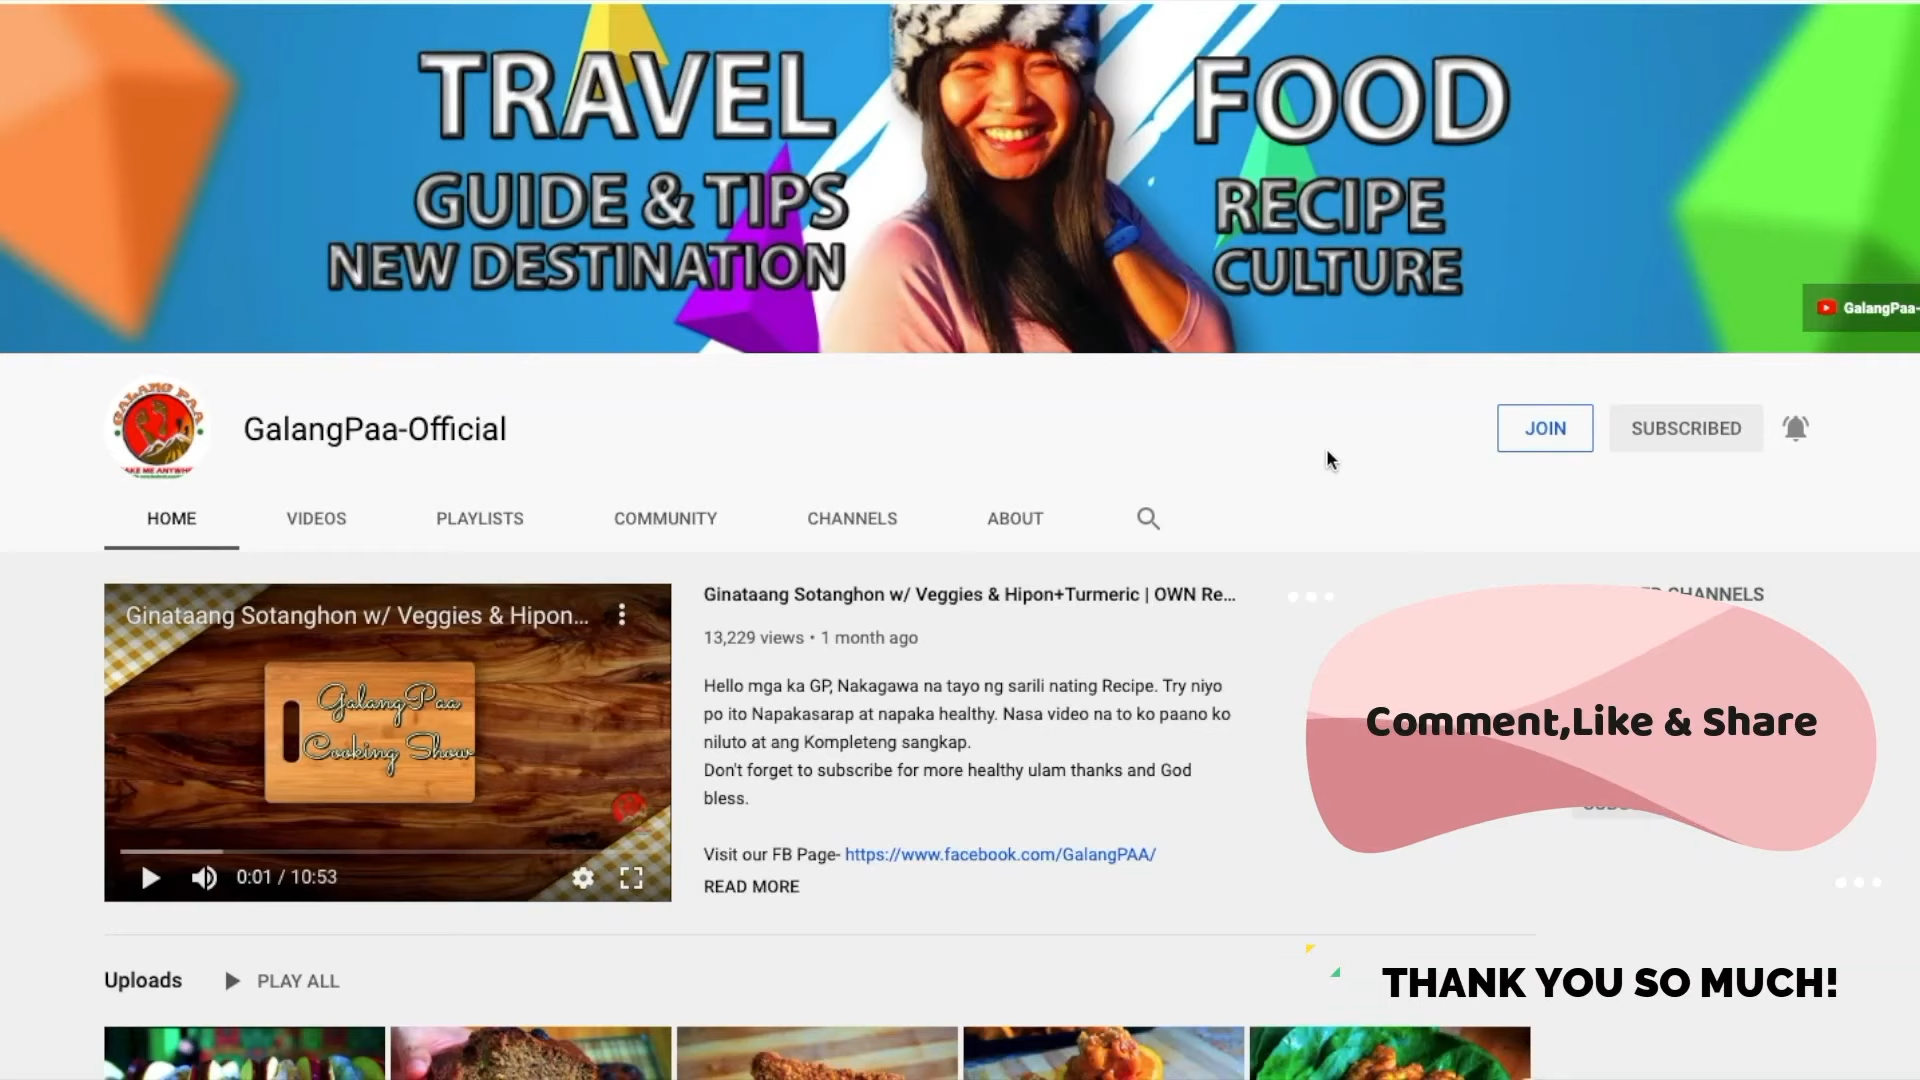 TRAVEL
GUIDE & TIPS
NEW DESTINATION
FOOD
RECIPE
CULTURE
GalangPaa-
GALANG PAA
GalangPaa-Official
JOIN
SUBSCRIBED
HOME
VIDEOS
PLAYLISTS
COMMUNITY
CHANNELS
ABOUT
Ginataang Sotanghon w/ Veggies & Hipon...
GalangPaa
Cooking Show
0:01 / 10:53
Ginataang Sotanghon w/ Veggies & Hipon+Turmeric | OWN Re...
13,229 views • 1 month ago
Hello mga ka GP, Nakagawa na tayo ng sarili nating Recipe. Try niyo
po ito Napakasarap at napaka healthy. Nasa video na to ko paano ko
niluto at ang Kompleteng sangkap.
Don't forget to subscribe for more healthy ulam thanks and God
bless.
Visit our FB Page- https://www.facebook.com/GalangPAA/
READ MORE
CHANNELS
Comment,Like & Share
Uploads
PLAY ALL
THANK YOU SO MUCH!